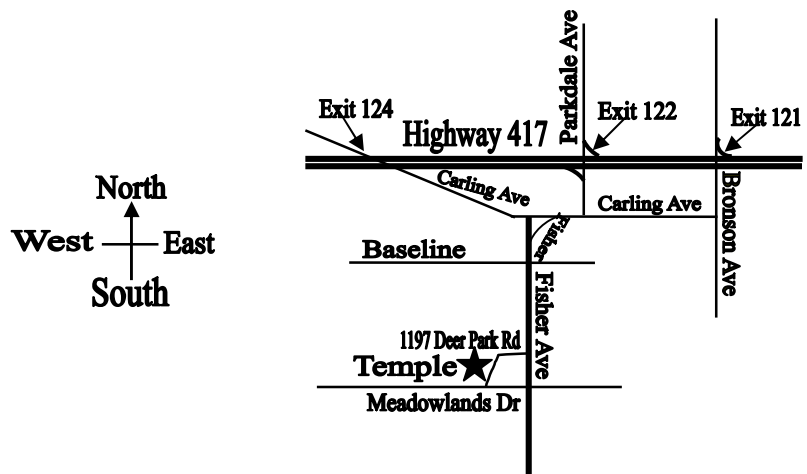 Parkdale Ave
Exit 124
Exit 122
Exit 121
Highway 417
Carling Ave
Carling Ave
Bronson Ave
North
West
East
South
Fisher
Baseline
Fisher Ave
1197 Deer Park Rd
Temple
Meadowlands Dr